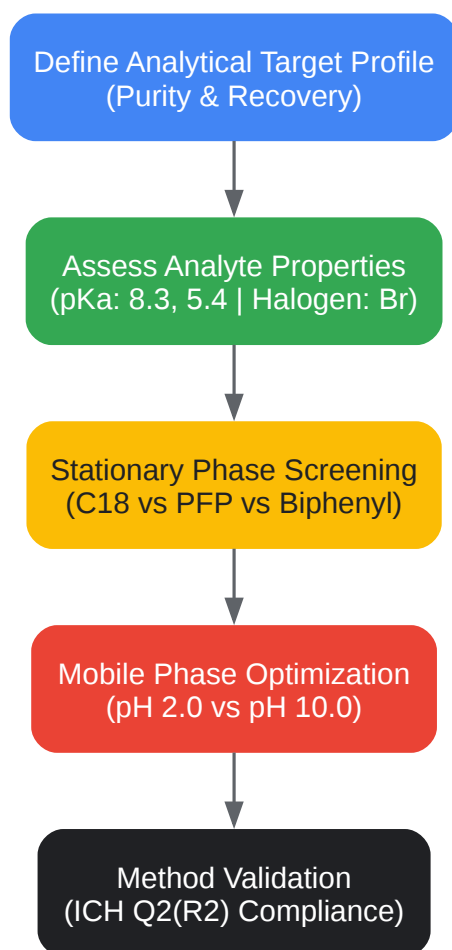 Define Analytical Target Profile
(Purity & Recovery)
Assess Analyte Properties
(pKa: 8.3, 5.4 | Halogen: Br)
Stationary Phase Screening
(C18 vs PFP vs Biphenyl)
Mobile Phase Optimization
(pH 2.0 vs pH 10.0)
Method Validation
(ICH Q2(R2) Compliance)